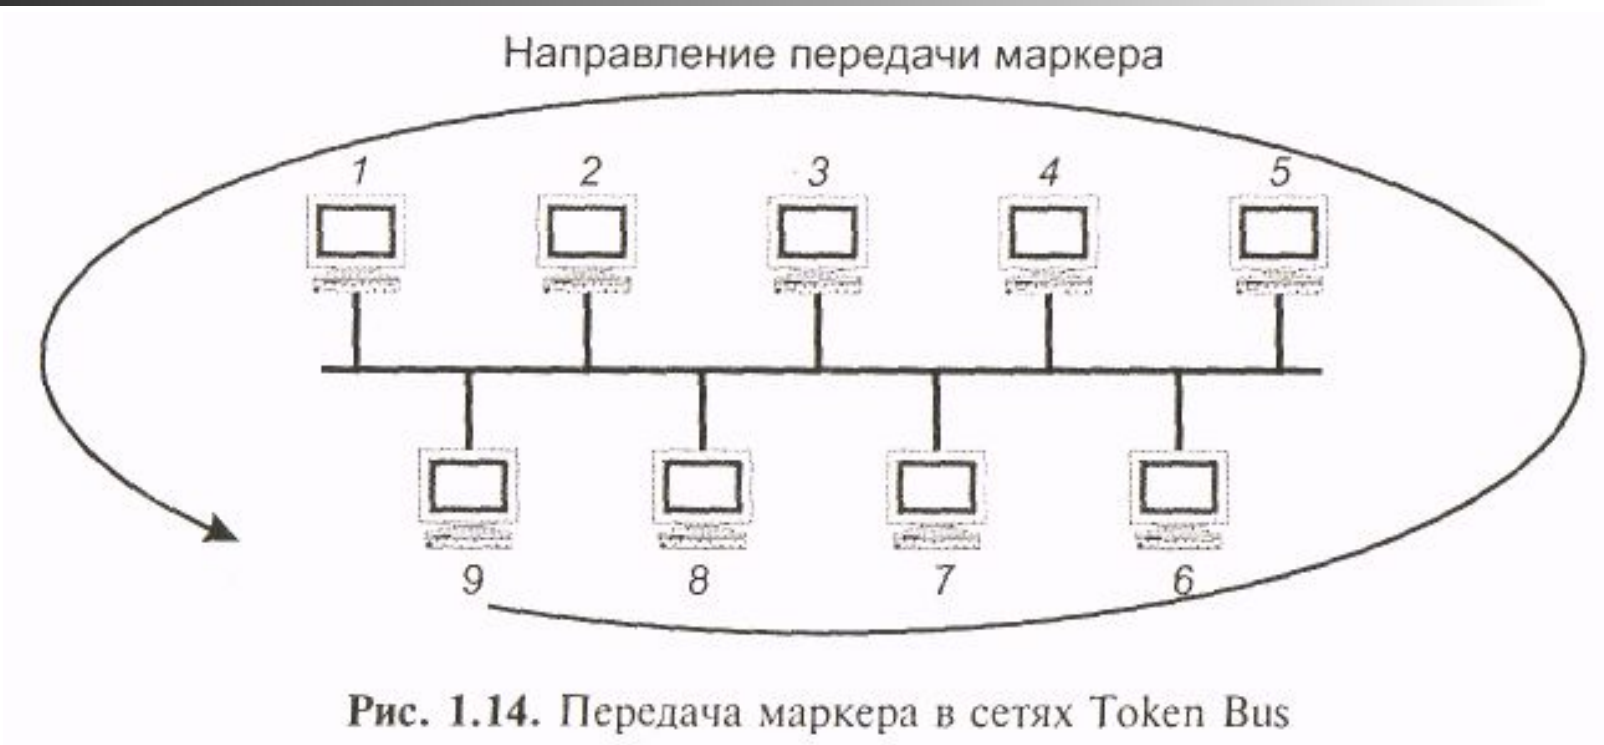 Направление передачи маркера
1 2 3 4 5
9 8 7 6
Рис. 1.14. Передача маркера в сетях Token Bus